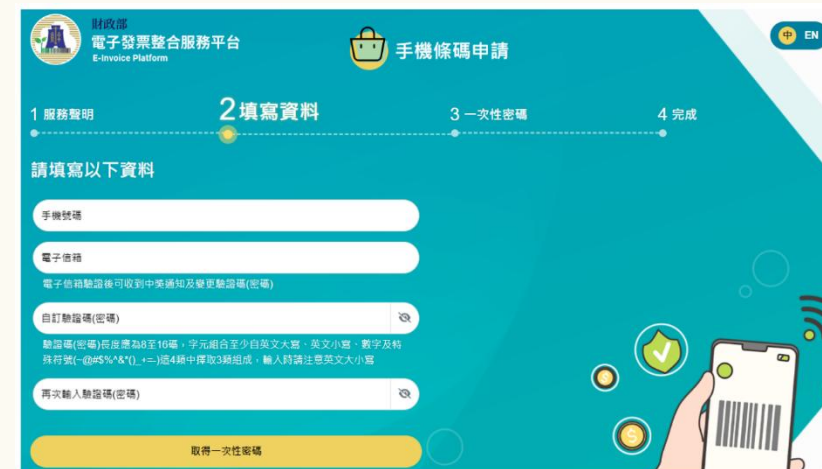 財政部
電子發票整合服務平台
E-Invoice Platform
手機條碼申請
中 EN
1 服務聲明
2 填寫資料
3 一次性密碼
4 完成
請填寫以下資料
手機號碼
電子信箱
電子信箱驗證後可收到中獎通知及變更驗證碼(密碼)
自訂驗證碼(密碼)
驗證碼(密碼)長度應為8至16碼，字元組合至少自英文大寫、英文小寫、數字及特
殊符號(~@#$%^&*()_+=-)這4類中擇取3類組成，輸入時請注意英文大小寫
再次輸入驗證碼(密碼)
取得一次性密碼